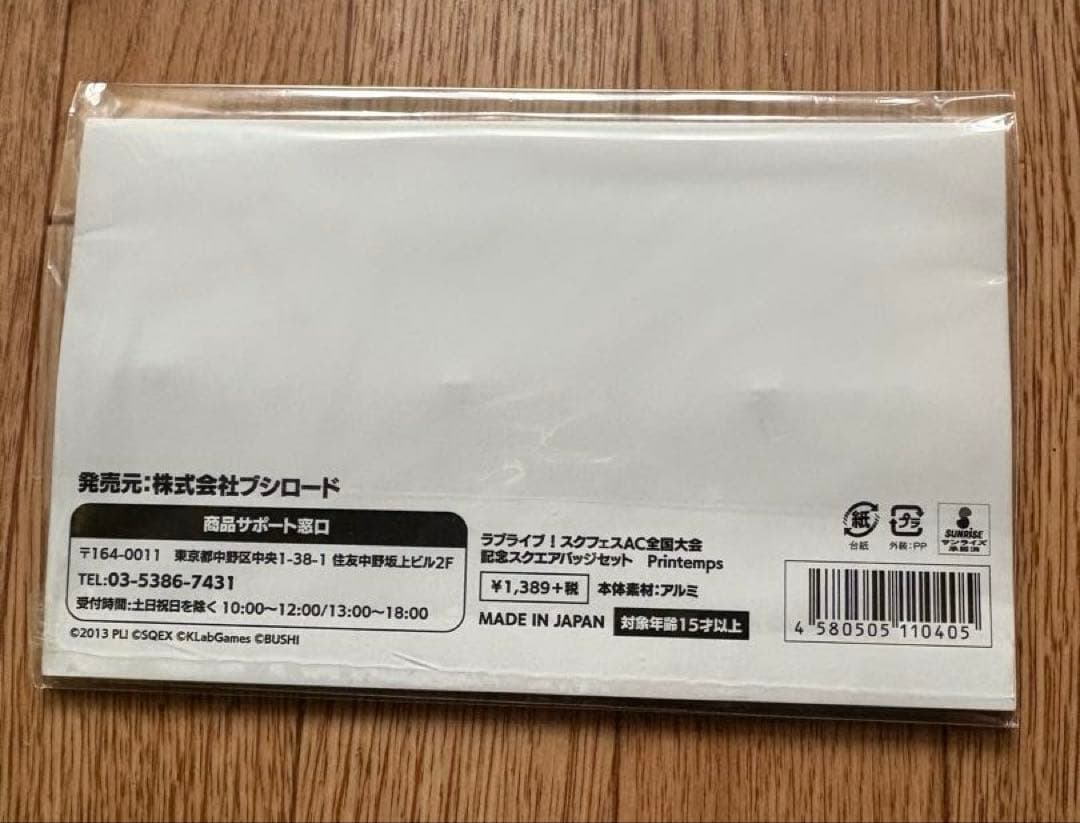 発売元:株式会社ブシロード
商品サポート窓口
〒164-0011 東京都中野区中央1-38-1 住友中野坂上ビル2F
TEL:03-5386-7431
受付時間:土日祝日を除く 10:00〜12:00/13:00〜18:00
©2013 PLI ©SQEX ©KLabGames ©BUSHI
ラブライブ!スクフェスAC全国大会
記念スクエアバッジセット Printemps
¥1,389+税 本体素材:アルミ
MADE IN JAPAN 対象年齢15才以上
紙
台紙
プラ
外装:PP
SUNRISE
サンライズ
承認済
4 580505 110405